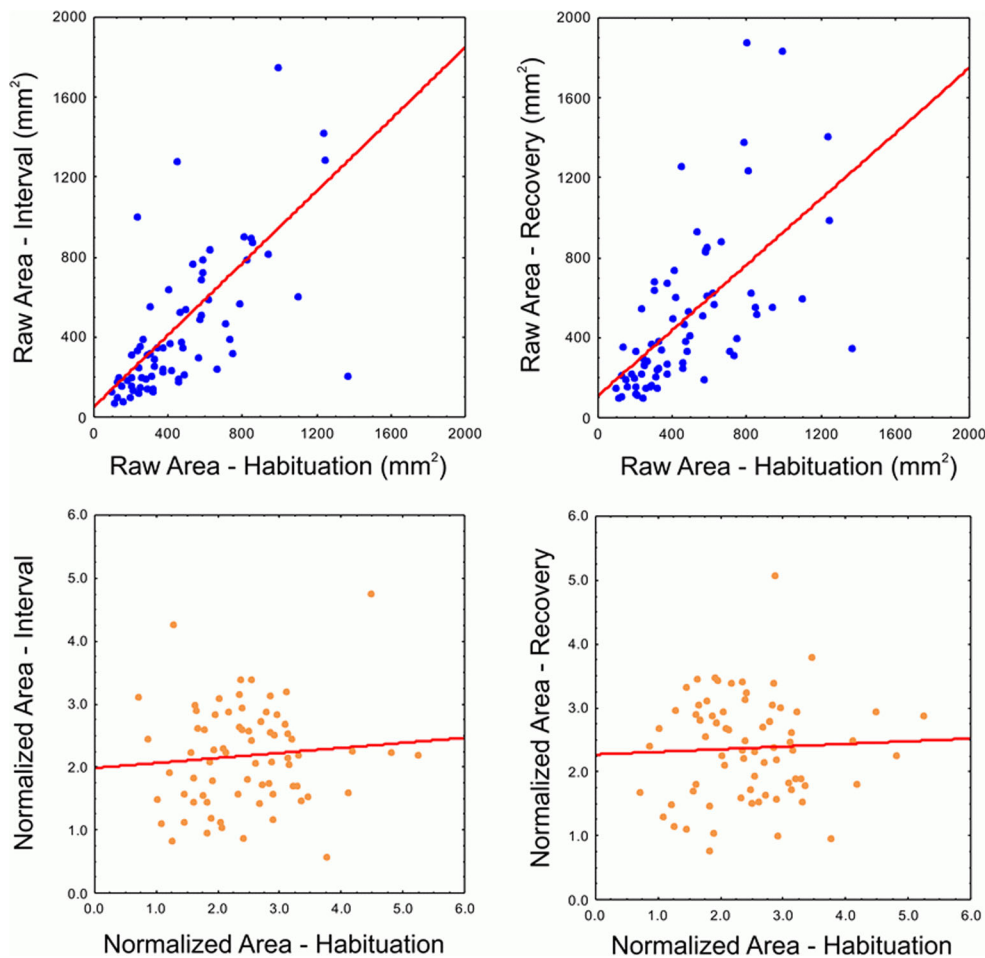 Raw Area - Interval (mm²)
2000
1600
1200
800
400
0
0 400 800 1200 1600 2000
Raw Area - Habituation (mm²)
Raw Area - Recovery (mm²)
2000
1600
1200
800
400
0
0 400 800 1200 1600 2000
Raw Area - Habituation (mm²)
Normalized Area - Interval
6.0
5.0
4.0
3.0
2.0
1.0
0.0
0.0 1.0 2.0 3.0 4.0 5.0 6.0
Normalized Area - Habituation
Normalized Area - Recovery
6.0
5.0
4.0
3.0
2.0
1.0
0.0
0.0 1.0 2.0 3.0 4.0 5.0 6.0
Normalized Area - Habituation